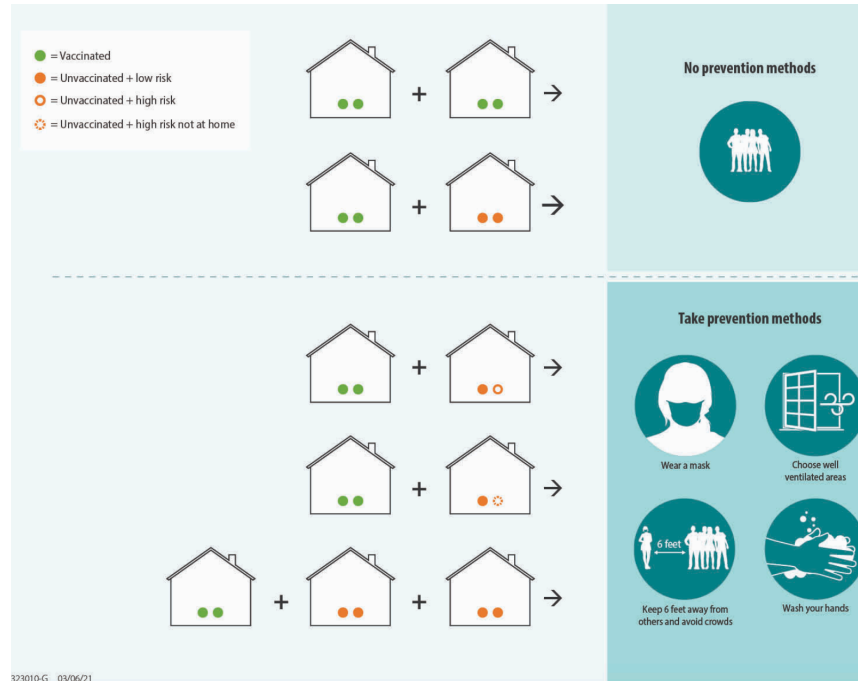 = Vaccinated
= Unvaccinated + low risk
= Unvaccinated + high risk
= Unvaccinated + high risk not at home
+
+
No prevention methods
+
+
+ +
Take prevention methods
Wear a mask
Choose well
ventilated areas
6 feet
Keep 6 feet away from
others and avoid crowds
Wash your hands
323010-G 03/06/21